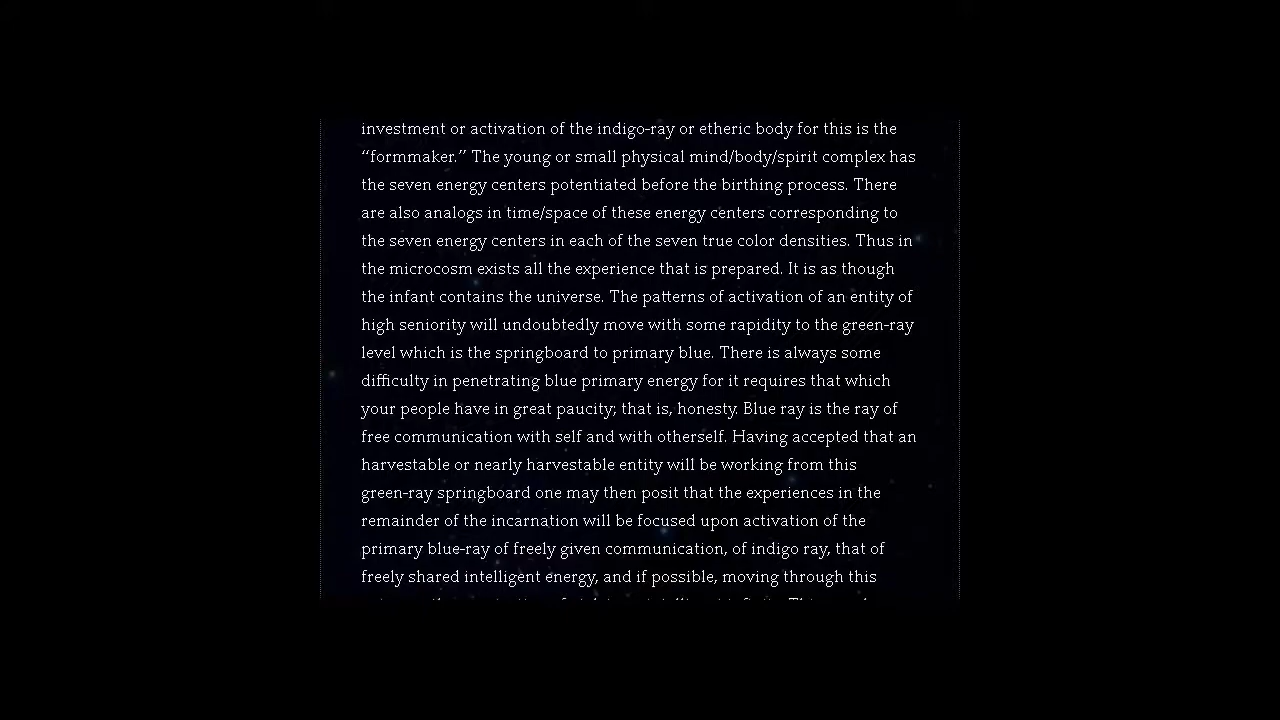 investment or activation of the indigo-ray or etheric body for this is the
“formmaker.” The young or small physical mind/body/spirit complex has
the seven energy centers potentiated before the birthing process. There
are also analogs in time/space of these energy centers corresponding to
the seven energy centers in each of the seven true color densities. Thus in
the microcosm exists all the experience that is prepared. It is as though
the infant contains the universe. The patterns of activation of an entity of
high seniority will undoubtedly move with some rapidity to the green-ray
level which is the springboard to primary blue. There is always some
difficulty in penetrating blue primary energy for it requires that which
your people have in great paucity; that is, honesty. Blue ray is the ray of
free communication with self and with otherself. Having accepted that an
harvestable or nearly harvestable entity will be working from this
green-ray springboard one may then posit that the experiences in the
remainder of the incarnation will be focused upon activation of the
primary blue-ray of freely given communication, of indigo ray, that of
freely shared intelligent energy, and if possible, moving through this